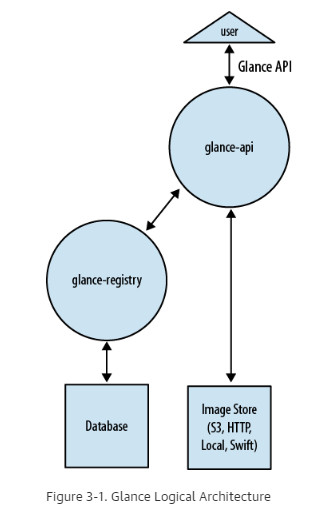 user
Glance API
glance-api
glance-registry
Database
Image Store
(S3, HTTP,
Local, Swift)
Figure 3-1. Glance Logical Architecture